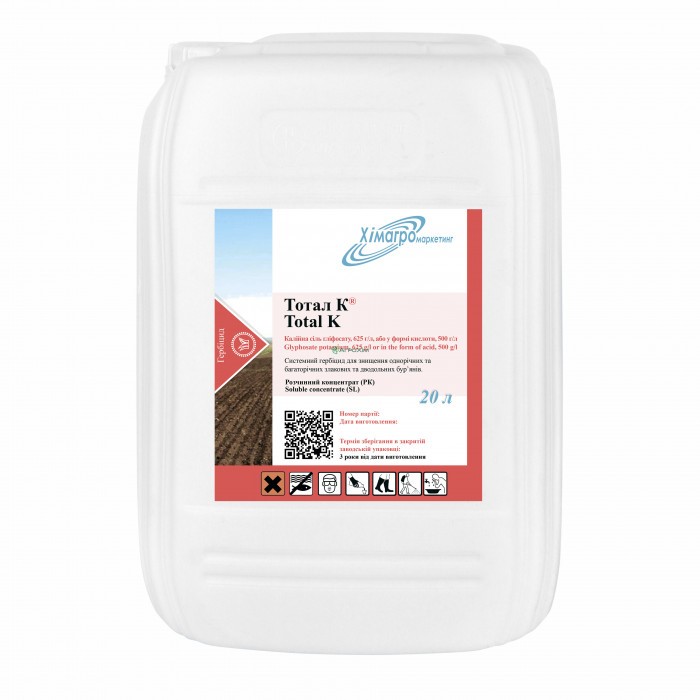 Хімагро маркетинг
Гербіцид
Тотал К®
Total K
Калійна сіль гліфосату, 625 г/л, або у формі кислоти, 500 г/л
Glyphosate potassium, 625 g/l or in the form of acid, 500 g/l
Системний гербіцид для знищення однорічних та
багаторічних злакових та дводольних бур’янів.
Розчинний концентрат (РК)
Soluble concentrate (SL)
20 л
Номер партії:
Дата виготовлення:
Термін зберігання в закритій
заводській упаковці:
3 роки від дати виготовлення